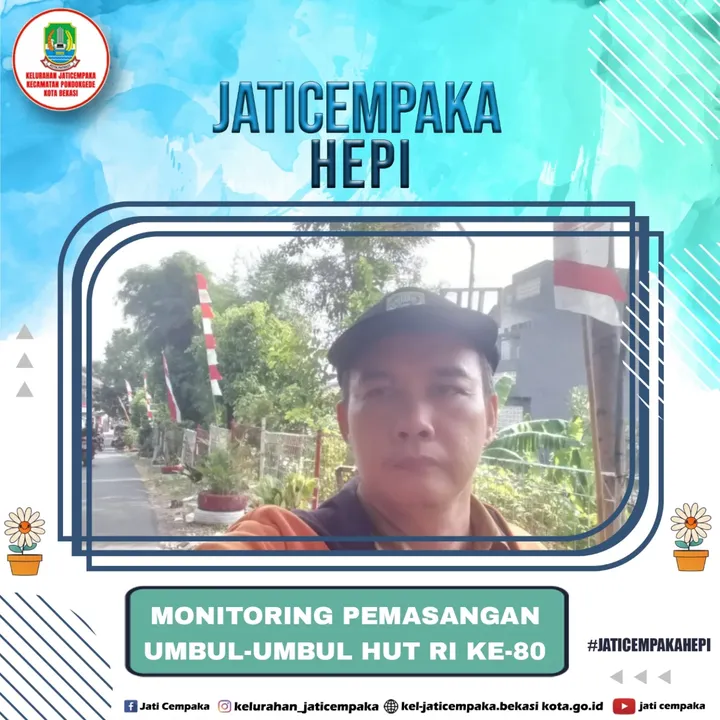 KELURAHAN JATICEMPAKA
KECAMATAN PONDOKGEDE
KOTA BEKASI
JATICEMPAKA
HEPI
MONITORING PEMASANGAN
UMBUL-UMBUL HUT RI KE-80
#JATICEMPAKAHEPI
Jati Cempaka kelurahan_jaticempaka kel-jaticempaka.bekasi kota.go.id jati cempaka